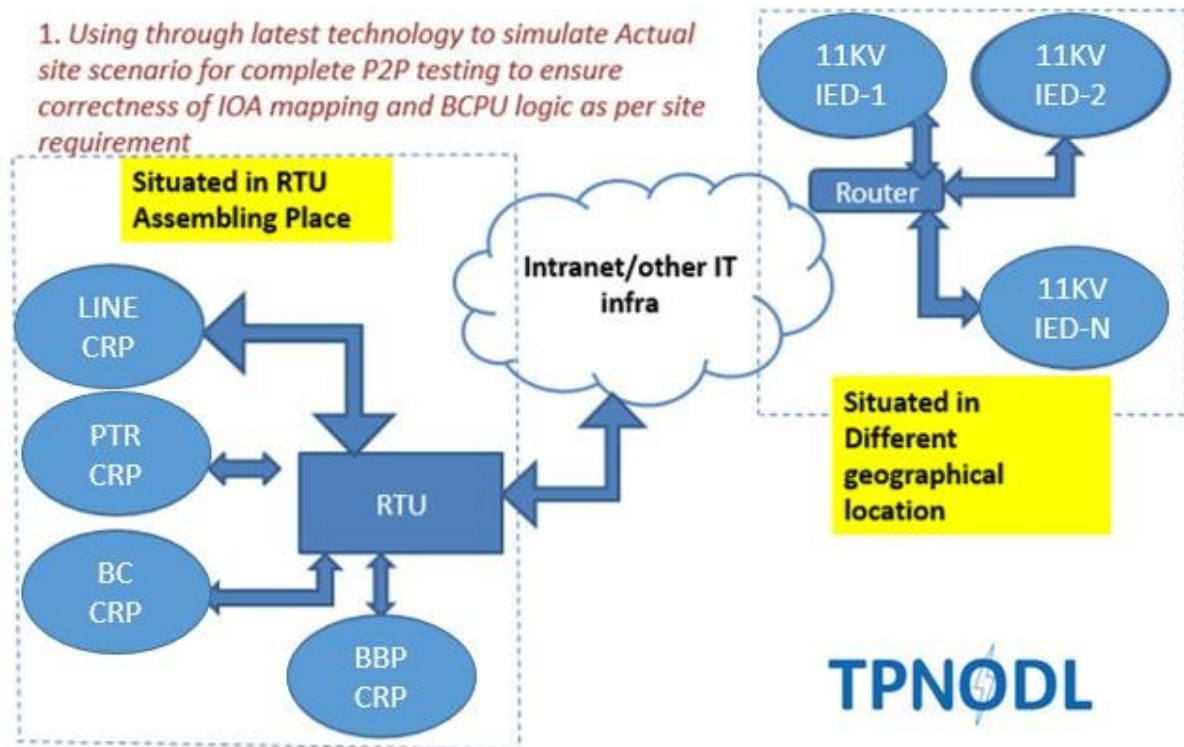 1. Using through latest technology to simulate Actual
site scenario for complete P2P testing to ensure
correctness of IOA mapping and BCPU logic as per site
requirement
Situated in RTU
Assembling Place
LINE
CRP
PTR
CRP
BC
CRP
BBP
CRP
RTU
Intranet/other IT
infra
11KV
IED-1
11KV
IED-2
Router
11KV
IED-N
Situated in
Different
geographical
location
TPNODL